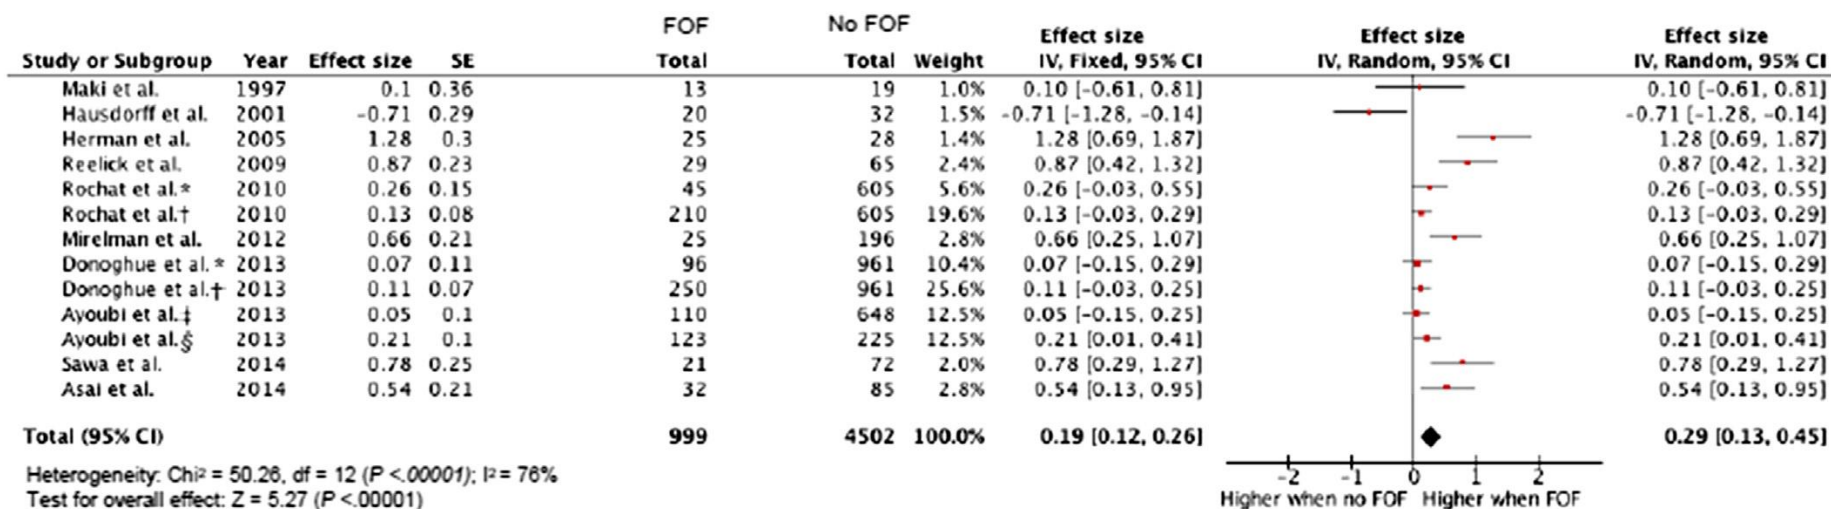 FOF No FOF
Effect size Effect size Effect size
Study or Subgroup Year Effect size SE Total Total Weight IV, Fixed, 95% CI IV, Random, 95% CI IV, Random, 95% CI
Maki et al. 1997 0.1 0.36 13 19 1.0% 0.10 [-0.61, 0.81] 0.10 [-0.61, 0.81]
Hausdorff et al. 2001 -0.71 0.29 20 32 1.5% -0.71 [-1.28, -0.14] -0.71 [-1.28, -0.14]
Herman et al. 2005 1.28 0.3 25 28 1.4% 1.28 [0.69, 1.87] 1.28 [0.69, 1.87]
Reelick et al. 2009 0.87 0.23 29 65 2.4% 0.87 [0.42, 1.32] 0.87 [0.42, 1.32]
Rochat et al.* 2010 0.26 0.15 45 605 5.6% 0.26 [-0.03, 0.55] 0.26 [-0.03, 0.55]
Rochat et al.† 2010 0.13 0.08 210 605 19.6% 0.13 [-0.03, 0.29] 0.13 [-0.03, 0.29]
Mirelman et al. 2012 0.66 0.21 25 196 2.8% 0.66 [0.25, 1.07] 0.66 [0.25, 1.07]
Donoghue et al.* 2013 0.07 0.11 96 961 10.4% 0.07 [-0.15, 0.29] 0.07 [-0.15, 0.29]
Donoghue et al.† 2013 0.11 0.07 250 961 25.6% 0.11 [-0.03, 0.25] 0.11 [-0.03, 0.25]
Ayoubi et al.‡ 2013 0.05 0.1 110 648 12.5% 0.05 [-0.15, 0.25] 0.05 [-0.15, 0.25]
Ayoubi et al.§ 2013 0.21 0.1 123 225 12.5% 0.21 [0.01, 0.41] 0.21 [0.01, 0.41]
Sawa et al. 2014 0.78 0.25 21 72 2.0% 0.78 [0.29, 1.27] 0.78 [0.29, 1.27]
Asai et al. 2014 0.54 0.21 32 85 2.8% 0.54 [0.13, 0.95] 0.54 [0.13, 0.95]
Total (95% CI) 999 4502 100.0% 0.19 [0.12, 0.26] 0.29 [0.13, 0.45]
Heterogeneity: Chi² = 50.26, df = 12 (P <.00001); I² = 76%
Test for overall effect: Z = 5.27 (P <.00001)
-2 -1 0 1 2
Higher when no FOF Higher when FOF